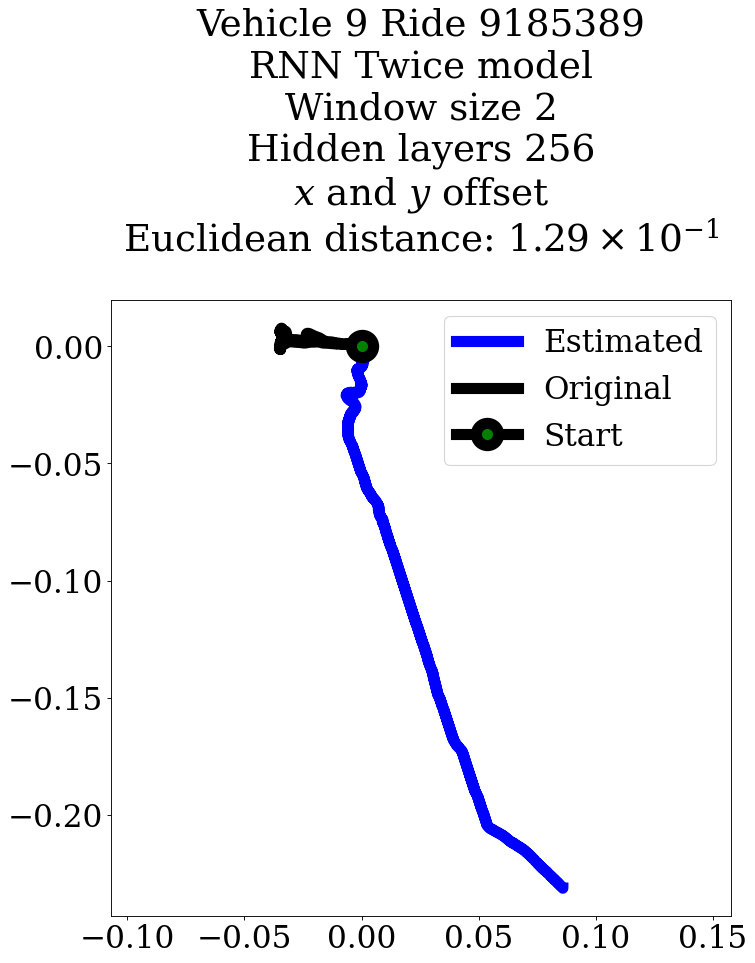 Vehicle 9 Ride 9185389
RNN Twice model
Window size 2
Hidden layers 256
x and y offset
Euclidean distance: 1.29 × 10⁻¹
Estimated
Original
Start
0.00
−0.05
−0.10
−0.15
−0.20
−0.10 −0.05 0.00 0.05 0.10 0.15